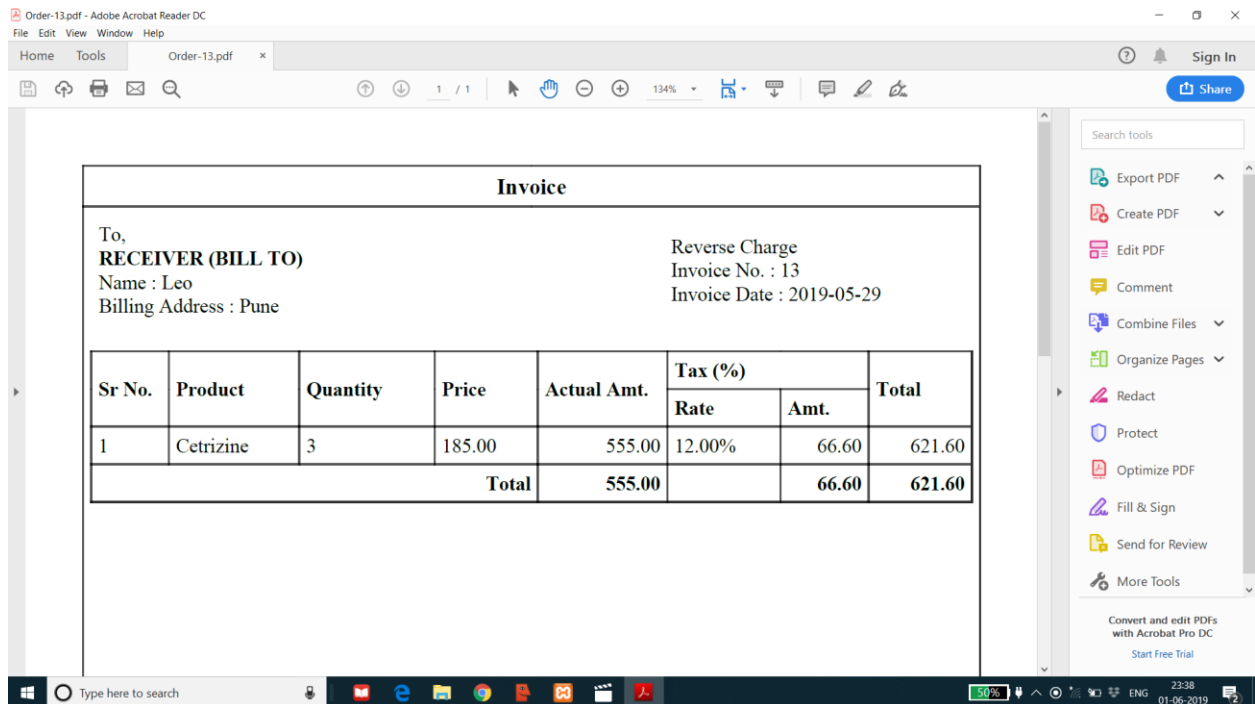 Order-13.pdf - Adobe Acrobat Reader DC
File Edit View Window Help
Home Tools Order-13.pdf × Sign In
1 / 1 134% Share
Search tools
Export PDF
Create PDF
Edit PDF
Comment
Combine Files
Organize Pages
Redact
Protect
Optimize PDF
Fill & Sign
Send for Review
More Tools
Convert and edit PDFs
with Acrobat Pro DC
Start Free Trial
Invoice
To,
RECEIVER (BILL TO)
Name : Leo
Billing Address : Pune
Reverse Charge
Invoice No. : 13
Invoice Date : 2019-05-29
Sr No. Product Quantity Price Actual Amt. Tax (%) Total
Rate Amt.
1 Cetrizine 3 185.00 555.00 12.00% 66.60 621.60
Total 555.00 66.60 621.60
Type here to search 50% ENG 23:38
01-06-2019 2